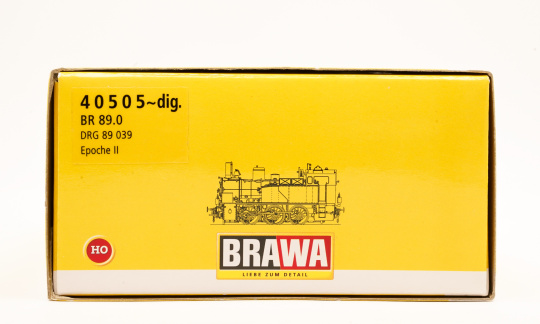 40505~dig.
BR 89.0
DRG 89 039
Epoche II
HO
BRAWA
LIEBE ZUM DETAIL